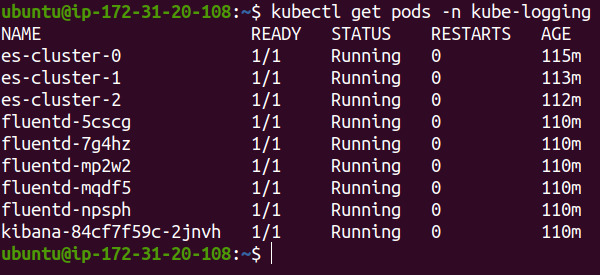 ubuntu@ip-172-31-20-108:~$ kubectl get pods -n kube-logging
NAME READY STATUS RESTARTS AGE
es-cluster-0 1/1 Running 0 115m
es-cluster-1 1/1 Running 0 113m
es-cluster-2 1/1 Running 0 112m
fluentd-5cscg 1/1 Running 0 110m
fluentd-7g4hz 1/1 Running 0 110m
fluentd-mp2w2 1/1 Running 0 110m
fluentd-mqdf5 1/1 Running 0 110m
fluentd-npsph 1/1 Running 0 110m
kibana-84cf7f59c-2jnvh 1/1 Running 0 110m
ubuntu@ip-172-31-20-108:~$